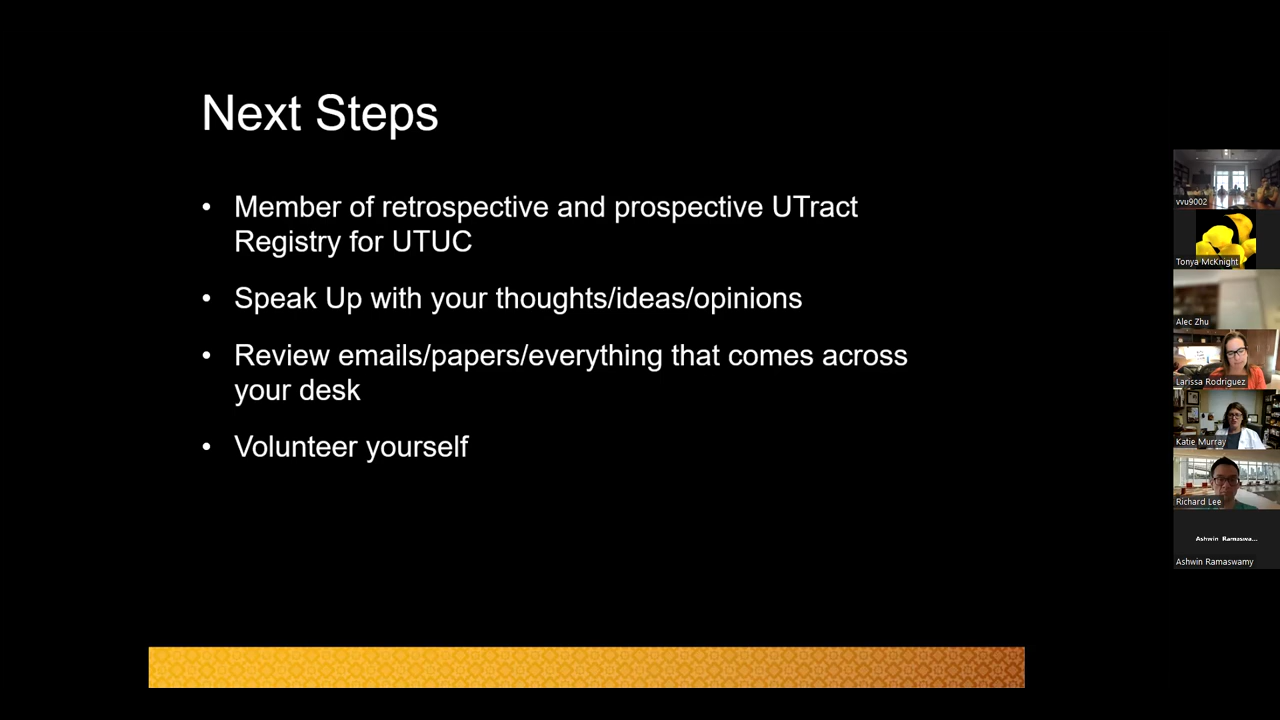 Next Steps
• Member of retrospective and prospective UTract
Registry for UTUC
• Speak Up with your thoughts/ideas/opinions
• Review emails/papers/everything that comes across
your desk
• Volunteer yourself
vvu9002
Tonya McKnight
Alec Zhu
Larissa Rodriguez
Katie Murray
Richard Lee
Ashwin Ramaswa...
Ashwin Ramaswamy